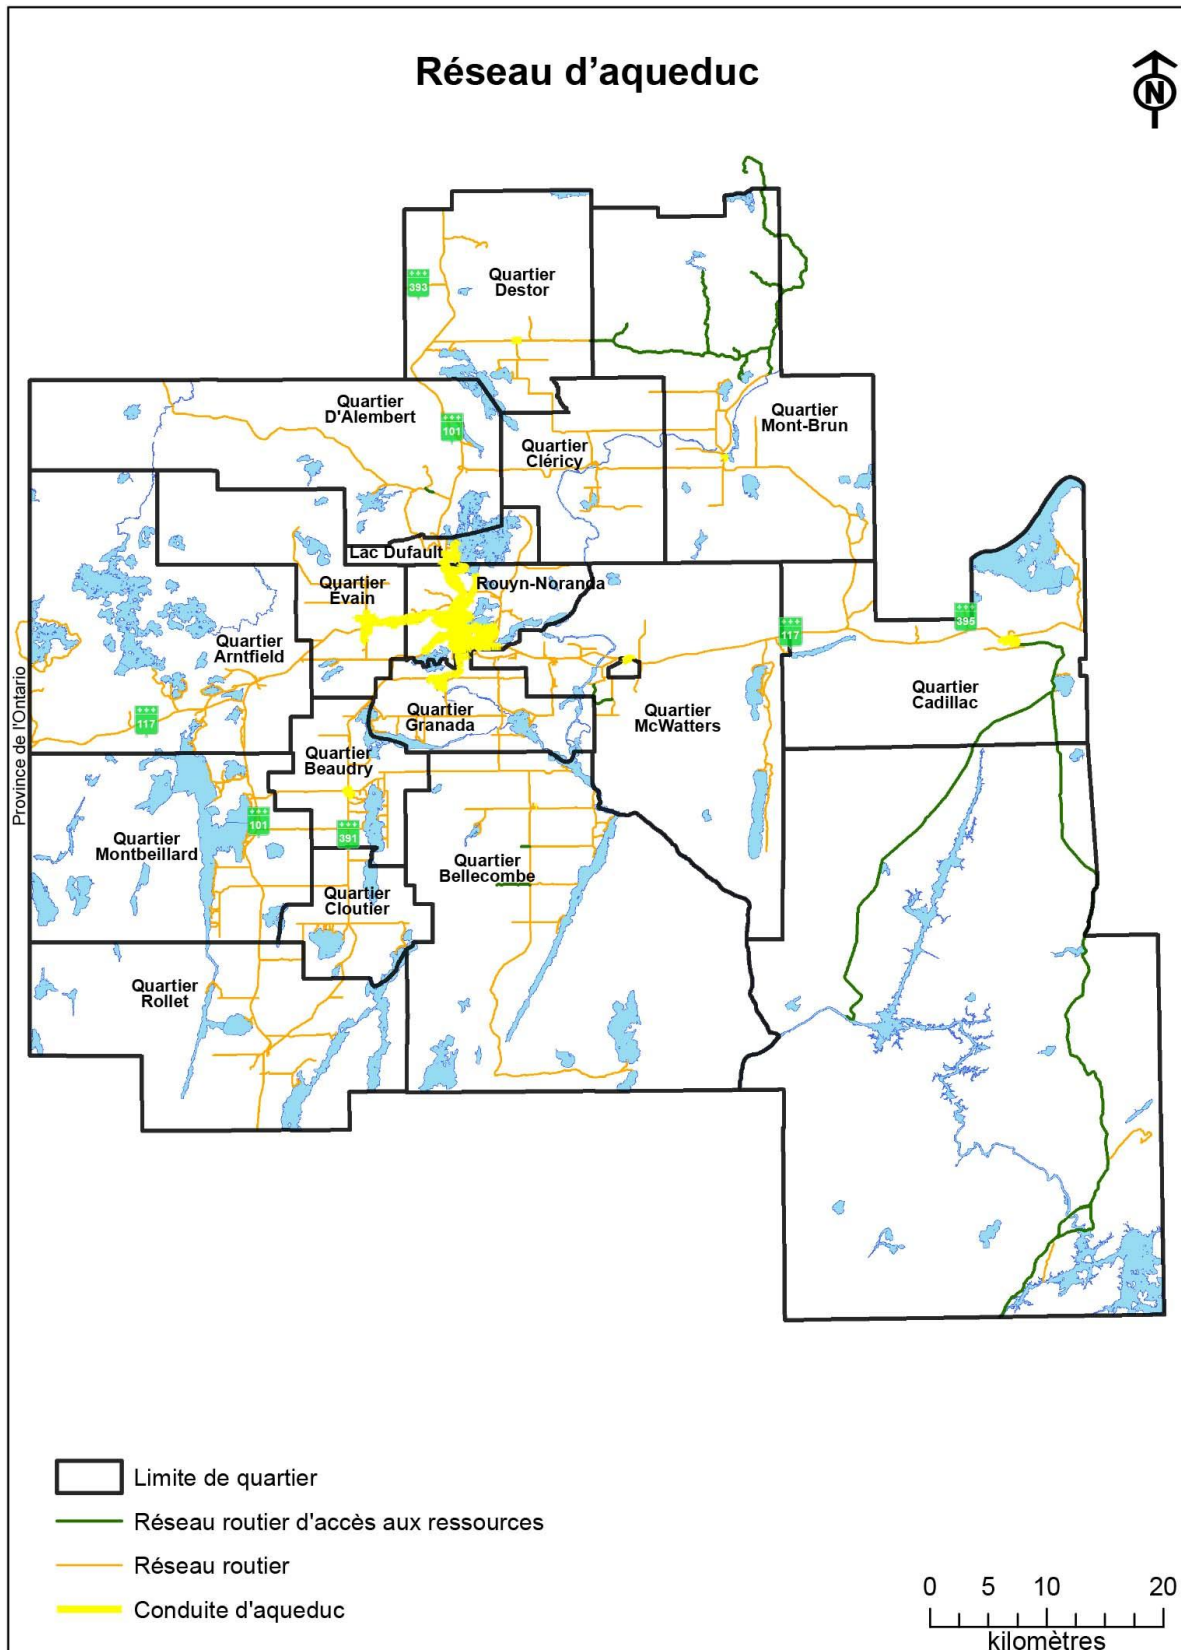 Réseau d'aqueduc
N
Quartier
Destor
393
Quartier
D'Alembert
101
Quartier
Mont-Brun
Quartier
Cléricy
Lac Dufault
Rouyn-Noranda
Quartier
Evain
395
117
Quartier
Arntfield
Province de l'Ontario
Quartier
Cadillac
117
Quartier
Granada
Quartier
McWatters
Quartier
Beaudry
101
391
Quartier
Montbeillard
Quartier
Bellecombe
Quartier
Cloutier
Quartier
Rollet
Limite de quartier
Réseau routier d'accès aux ressources
Réseau routier
Conduite d'aqueduc
0 5 10 20
kilomètres